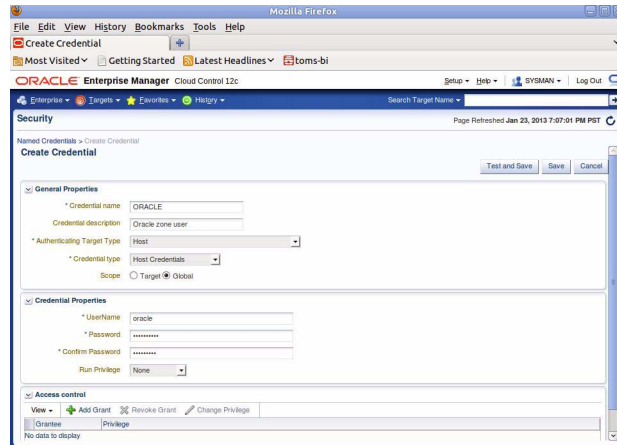 Mozilla Firefox
File Edit View History Bookmarks Tools Help
Create Credential
Most Visited Getting Started Latest Headlines toms-bi
ORACLE Enterprise Manager Cloud Control 12c Setup Help SYSMAN Log Out
Enterprise Targets Favorites History Search Target Name
Security Page Refreshed Jan 23, 2013 7:07:01 PM PST
Named Credentials > Create Credential
Create Credential
Test and Save Save Cancel
General Properties
* Credential name ORACLE
Credential description Oracle zone user
* Authenticating Target Type Host
* Credential type Host Credentials
Scope Target Global
Credential Properties
* UserName oracle
* Password ••••••••••
* Confirm Password •••••••••
Run Privilege None
Access control
View Add Grant Revoke Grant Change Privilege
Grantee Privilege
No data to display